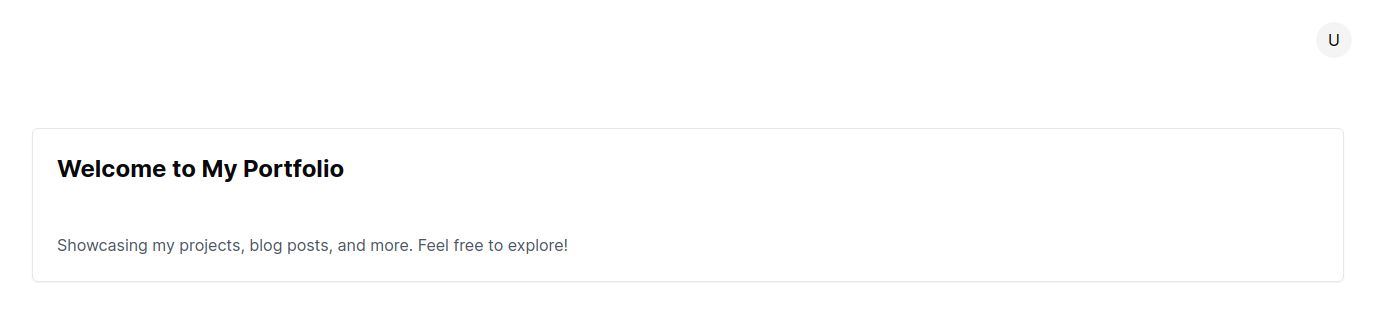 U
Welcome to My Portfolio
Showcasing my projects, blog posts, and more. Feel free to explore!